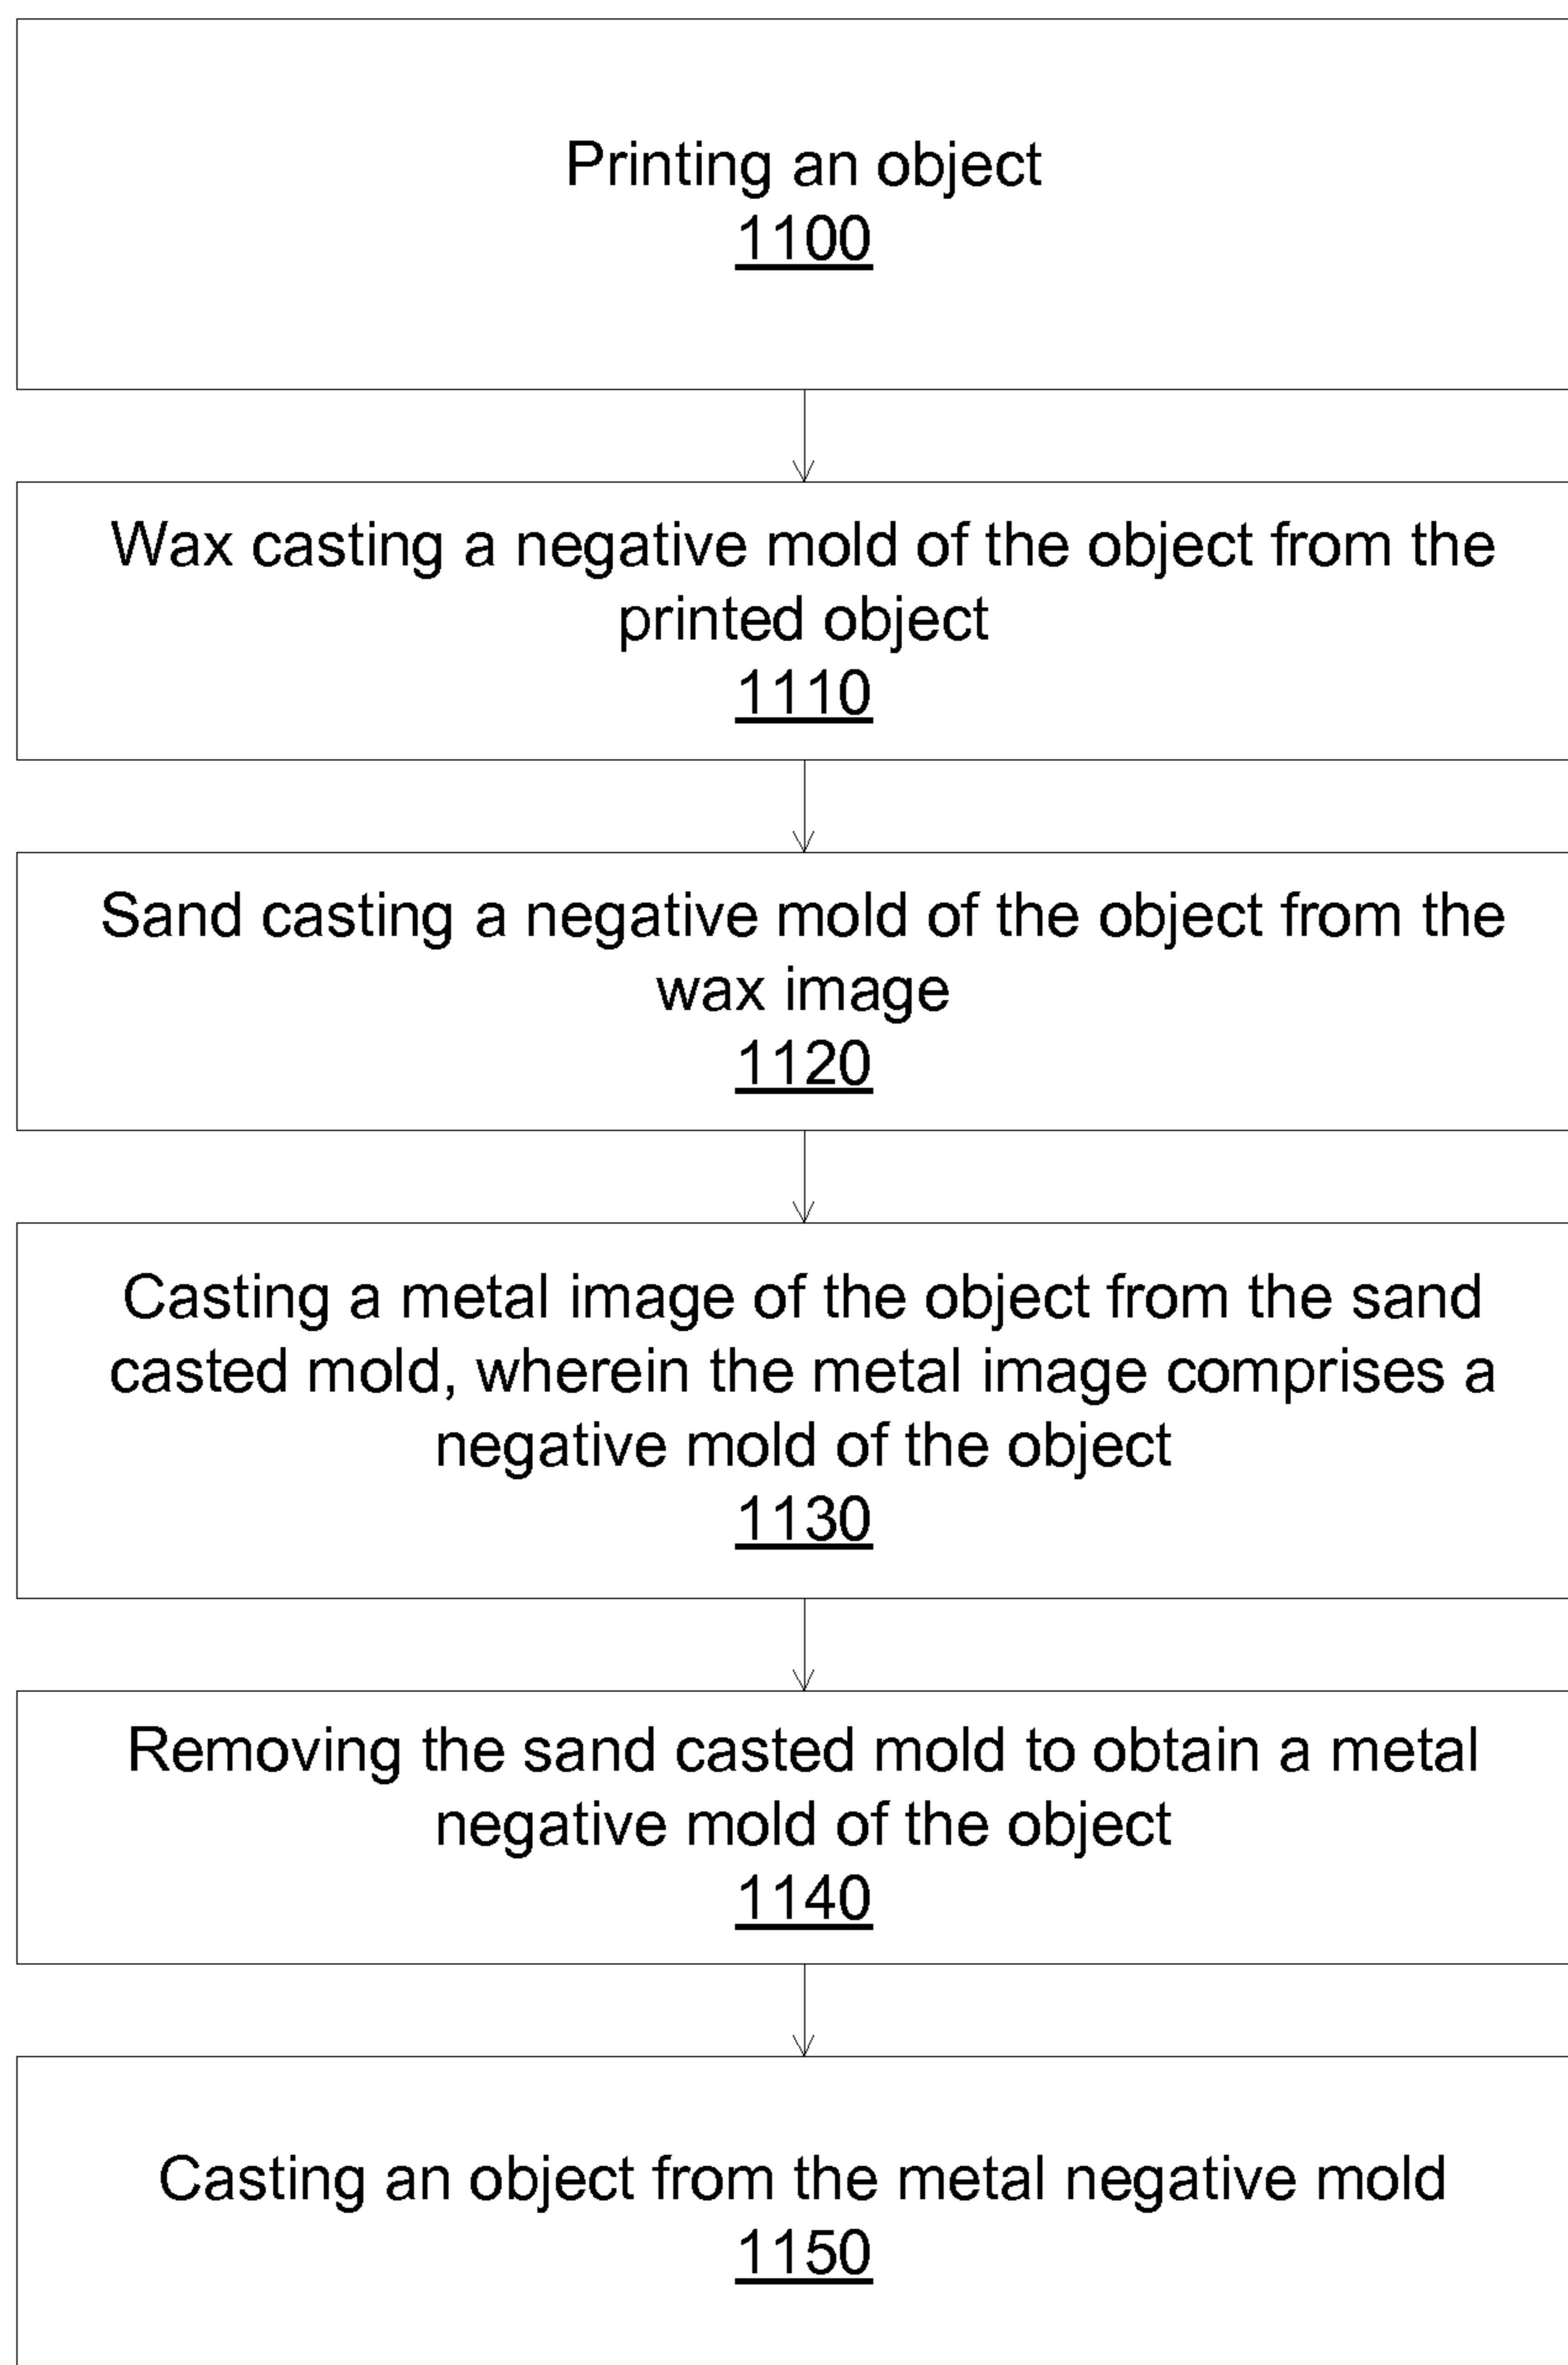 Printing an object
1100
Wax casting a negative mold of the object from the
printed object
1110
Sand casting a negative mold of the object from the
wax image
1120
Casting a metal image of the object from the sand
casted mold, wherein the metal image comprises a
negative mold of the object
1130
Removing the sand casted mold to obtain a metal
negative mold of the object
1140
Casting an object from the metal negative mold
1150